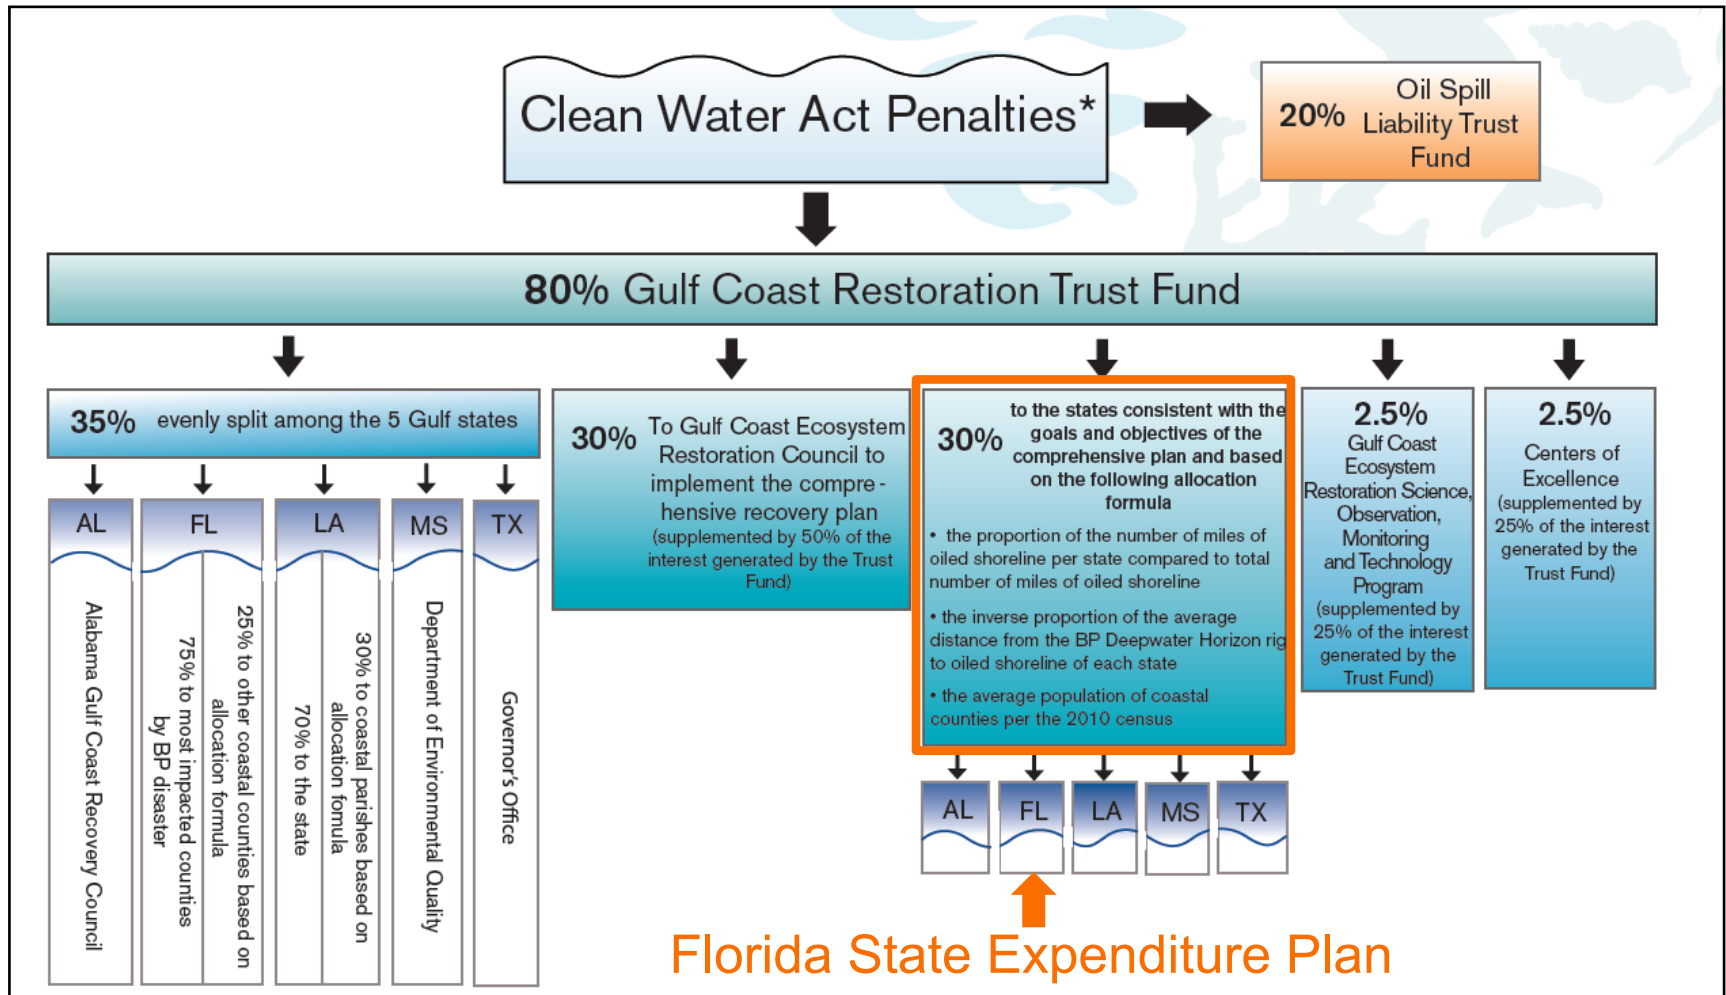 Clean Water Act Penalties*
20%
Oil Spill
Liability Trust
Fund
80% Gulf Coast Restoration Trust Fund
35% evenly split among the 5 Gulf states
AL
Alabama Gulf Coast Recovery Council
FL
75% to most impacted counties
by BP disaster
25% to other coastal counties based on
allocation formula
LA
70% to the state
30% to coastal parishes based on
allocation fomula
MS
Department of Environmental Quality
TX
Governor's Office
30%
To Gulf Coast Ecosystem
Restoration Council to
implement the compre-
hensive recovery plan
(supplemented by 50% of the
interest generated by the Trust
Fund)
30%
to the states consistent with the
goals and objectives of the
comprehensive plan and based
on the following allocation
formula
• the proportion of the number of miles of
oiled shoreline per state compared to total
number of miles of oiled shoreline
• the inverse proportion of the average
distance from the BP Deepwater Horizon rig
to oiled shoreline of each state
• the average population of coastal
counties per the 2010 census
AL
FL
LA
MS
TX
2.5%
Gulf Coast
Ecosystem
Restoration Science,
Observation,
Monitoring
and Technology
Program
(supplemented by
25% of the interest
generated by the
Trust Fund)
2.5%
Centers of
Excellence
(supplemented by
25% of the interest
generated by the
Trust Fund)
Florida State Expenditure Plan